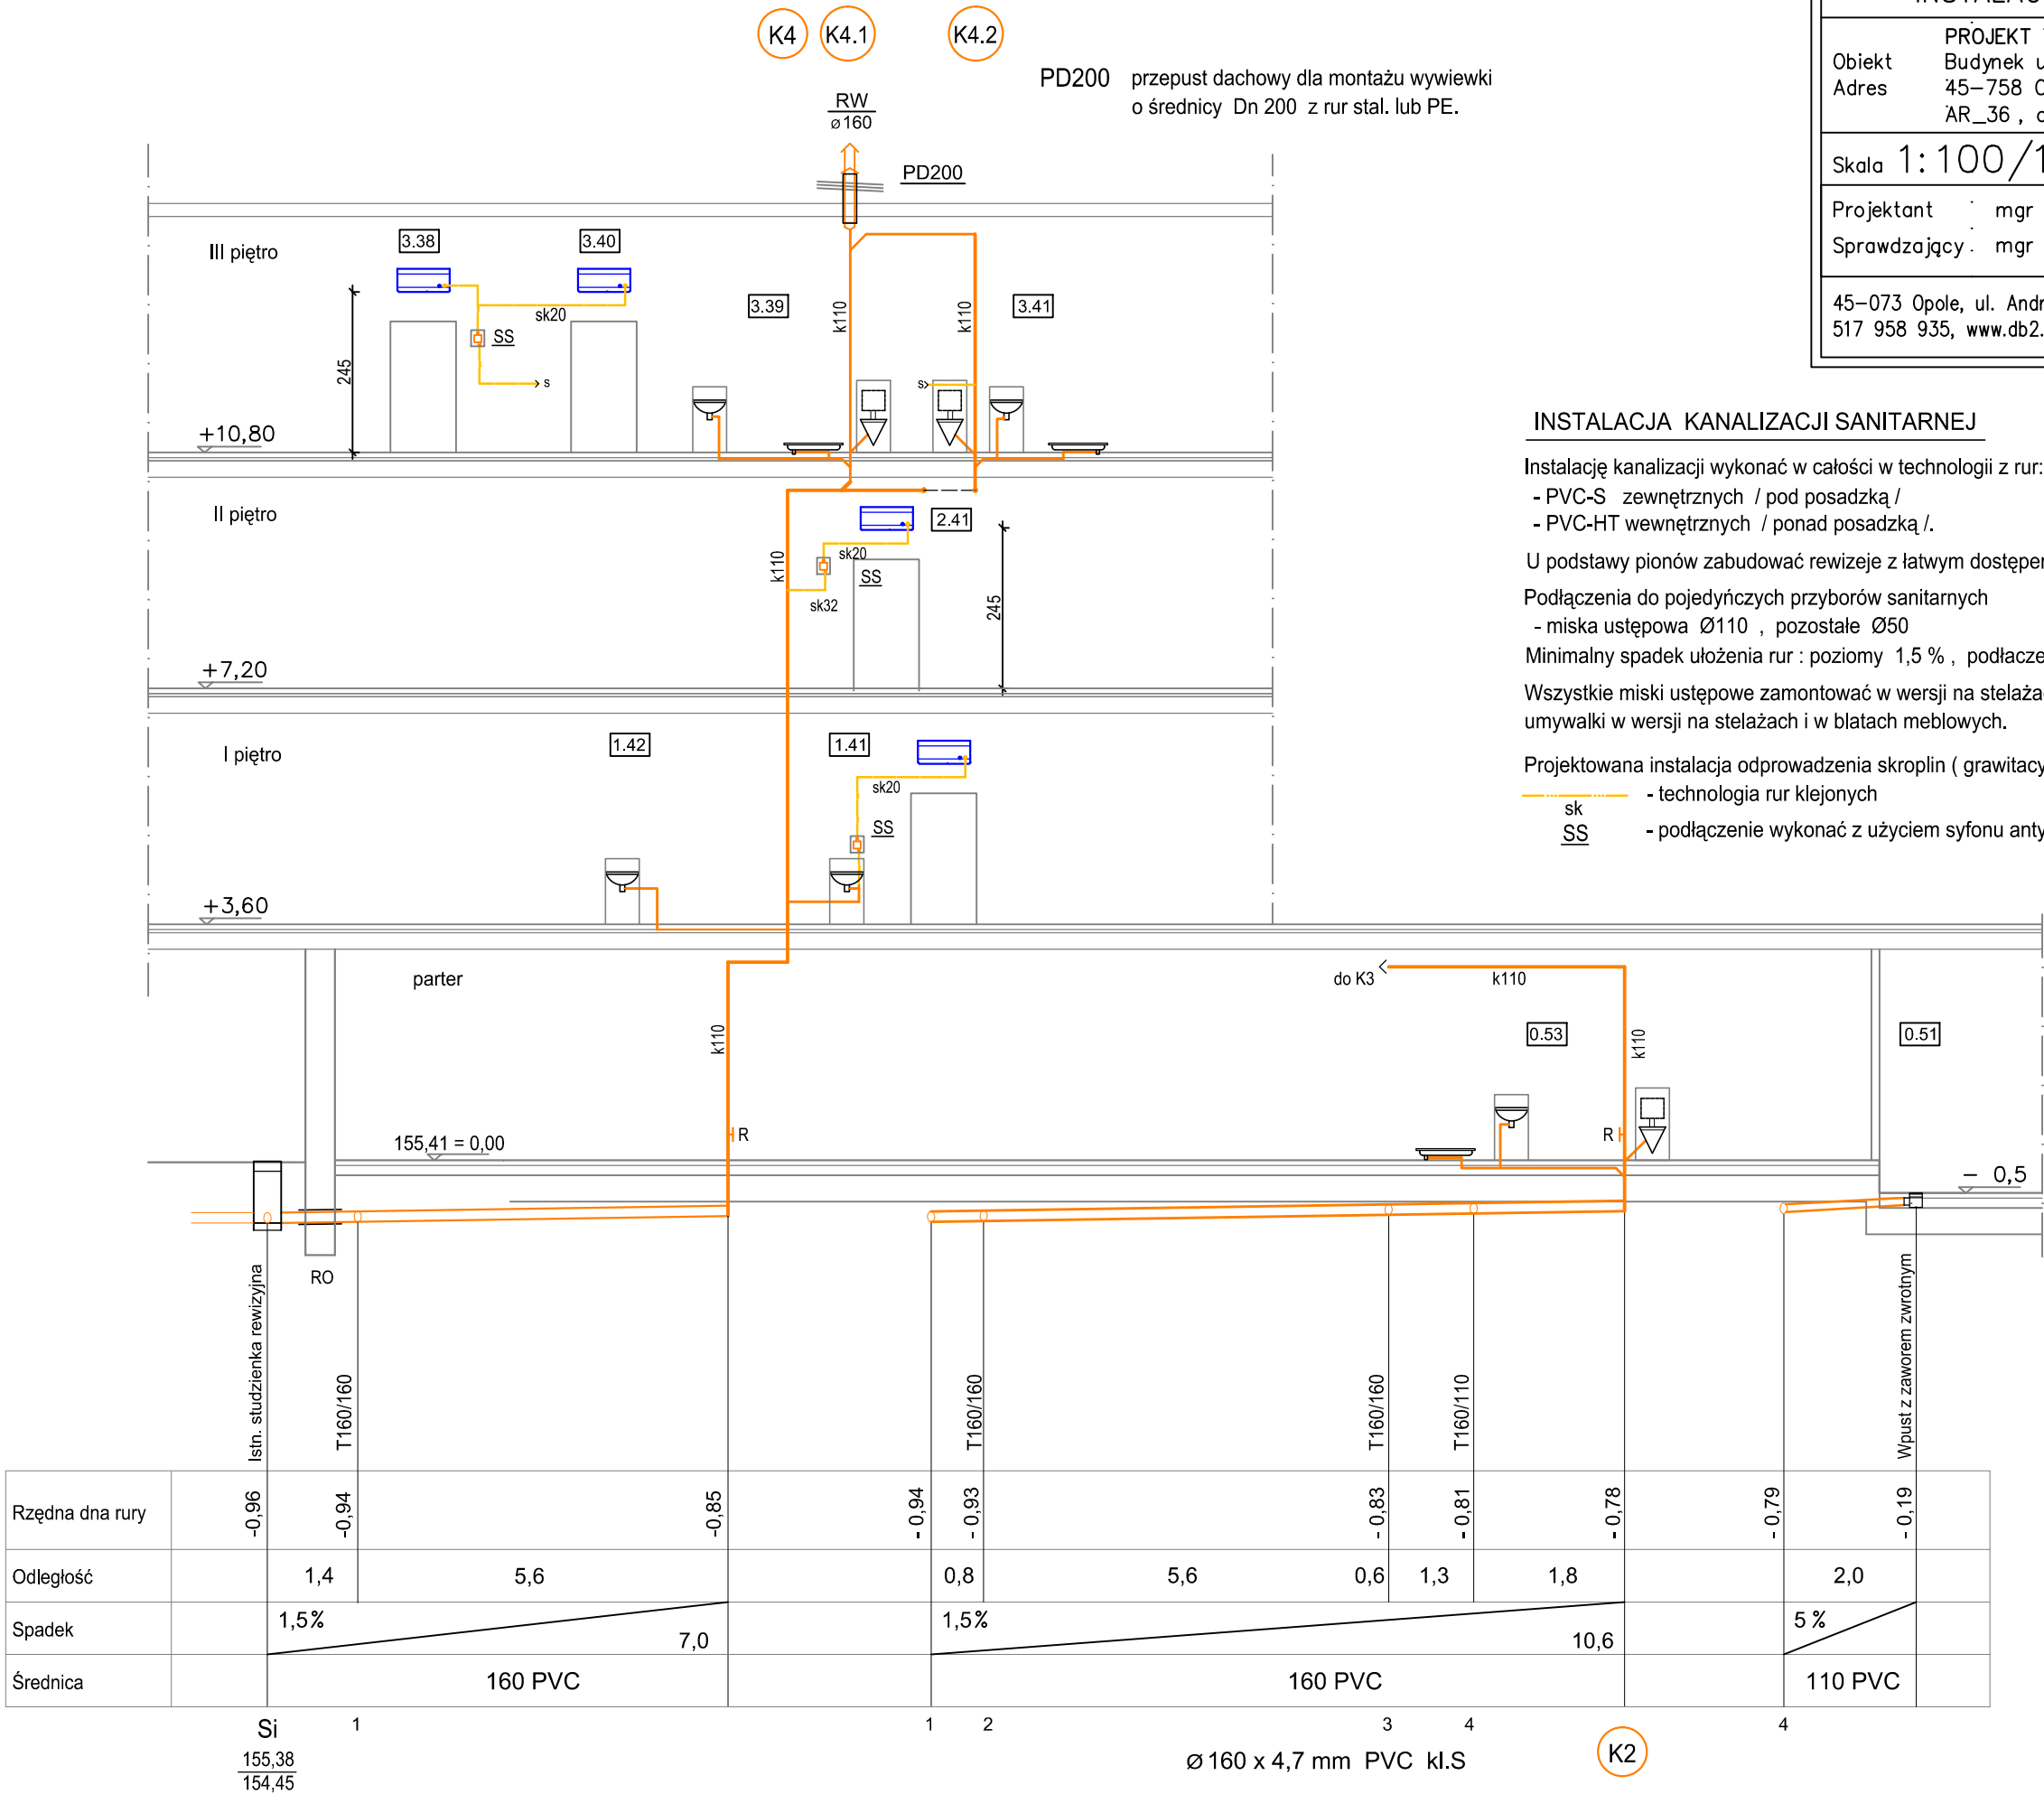 K4 K4.1 K4.2
PD200 przepust dachowy dla montażu wywiewki
o średnicy Dn 200 z rur stal. lub PE.
RW
ø160
PD200
PROJEKT
Obiekt Budynek u
Adres 45-758 O
AR_36 , d
Skala 1:100/1
Projektant mgr
Sprawdzający mgr
45-073 Opole, ul. Andr
517 958 935, www.db2.
III piętro
3.38
3.40
3.39
3.41
k110
k110
sk20
SS
245
s
s
+10,80
II piętro
2.41
k110
sk20
SS
sk32
245
+7,20
I piętro
1.42
1.41
sk20
SS
+3,60
INSTALACJA KANALIZACJI SANITARNEJ
Instalację kanalizacji wykonać w całości w technologii z rur:
- PVC-S zewnętrznych / pod posadzką /
- PVC-HT wewnętrznych / ponad posadzką /.
U podstawy pionów zabudować rewizeje z łatwym dostępem
Podłączenia do pojedyńczych przyborów sanitarnych
- miska ustępowa Ø110 , pozostałe Ø50
Minimalny spadek ułożenia rur : poziomy 1,5 % , podłacze
Wszystkie miski ustępowe zamontować w wersji na stelaża
umywalki w wersji na stelażach i w blatach meblowych.
Projektowana instalacja odprowadzenia skroplin ( grawitacy
sk - technologia rur klejonych
SS - podłączenie wykonać z użyciem syfonu anty
parter
do K3
k110
k110
0.53
k110
0.51
R
R
155,41 = 0,00
- 0,5
RO
Istn. studzienka rewizyjna
T160/160
T160/160
T160/160
T160/110
Wpust z zaworem zwrotnym
Rzędna dna rury -0,96 -0,94 -0,85 - 0,94 - 0,93 - 0,83 - 0,81 - 0,78 - 0,79 - 0,19
Odległość 1,4 5,6 0,8 5,6 0,6 1,3 1,8 2,0
Spadek 1,5% 7,0 1,5% 10,6 5 %
Średnica 160 PVC 160 PVC 110 PVC
Si 1 1 2 3 4 4
155,38
154,45
Ø 160 x 4,7 mm PVC kl.S
K2